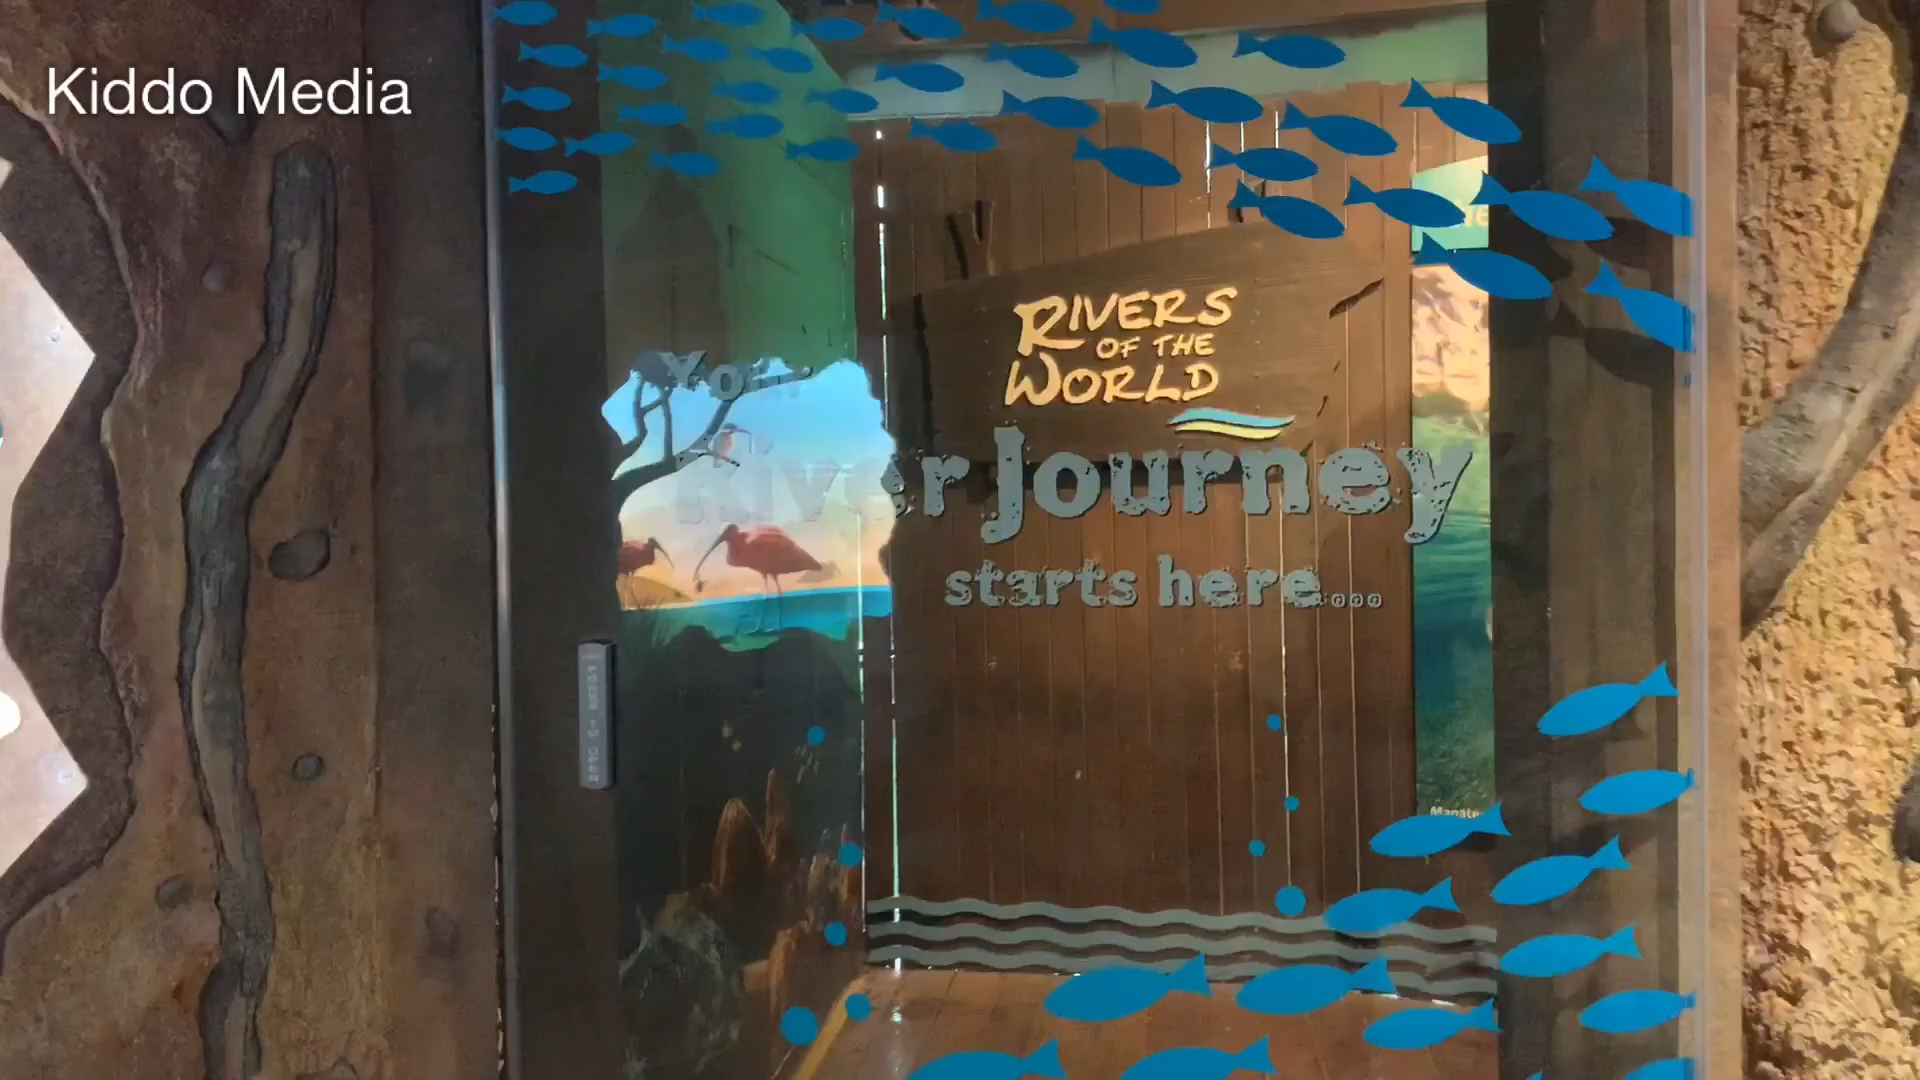 Kiddo Media
RIVERS
OF THE
WORLD
Your
River Journey
starts here...